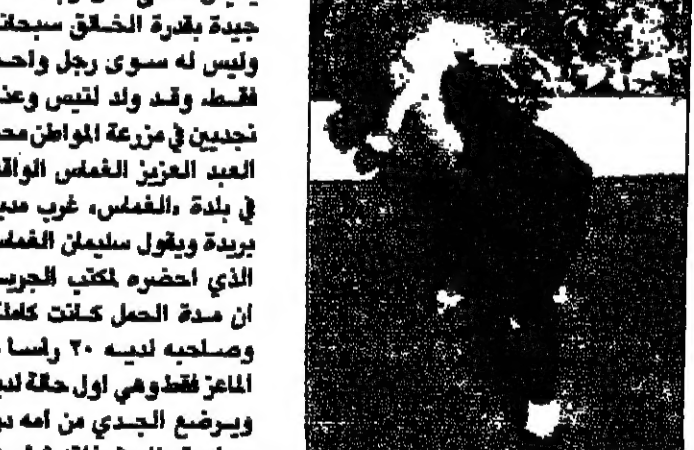 جيدة بقدرة الخالق سبحانه
وليس له سوى رجل واحد
فقط، وقد ولد لتيس وعنز
نجديين في مزرعة المواطن محمد
العبد العزيز الغماس الواقعة
في بلدة «الغماس» غرب مدينة
بريدة ويقول سليمان الغماس
الذي احضره لمكتب الجريدة
ان مدة الحمل كانت كاملة
وصاحبه لديه ٢٠ راسا من
الماعز فقط وهي اول حالة لديه
ويرضع الجدي من امه